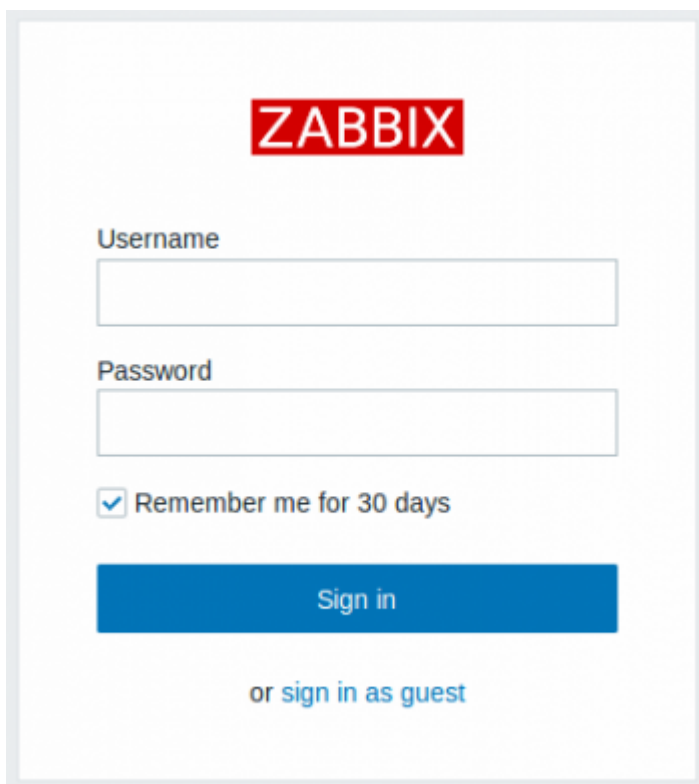 ZABBIX
Username
Password
Remember me for 30 days
Sign in
or sign in as guest